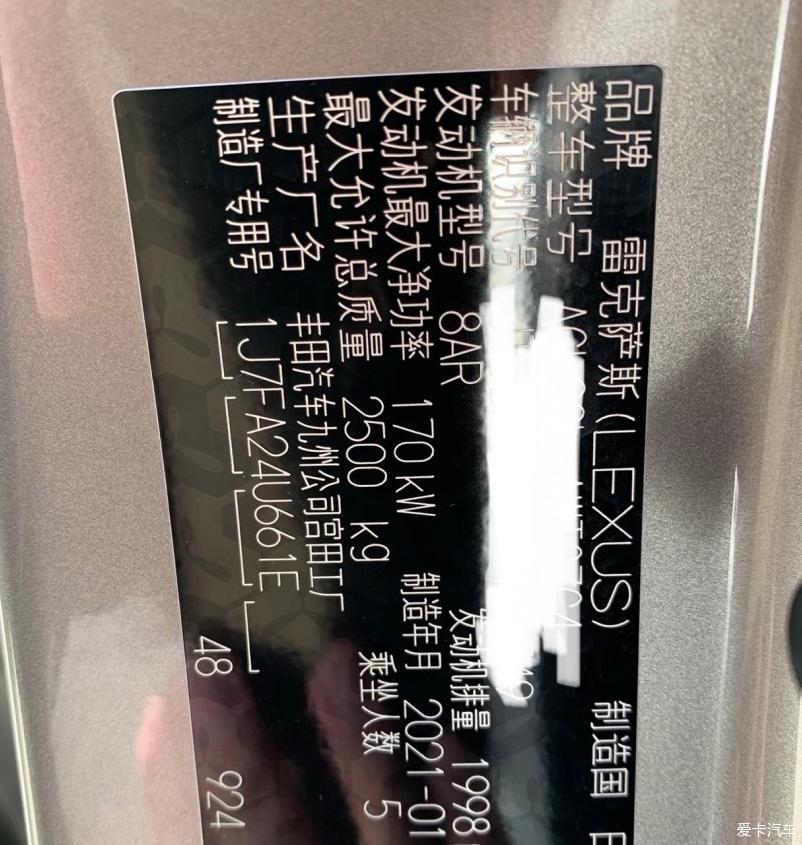 品牌 雷克萨斯(LEXUS) 制造国
整车型号
车辆识别代号
发动机型号 8AR 发动机排量 1998
发动机最大净功率 170 kW 制造年月 2021-01
最大允许总质量 2500 kg 乘坐人数 5
生产厂名 丰田汽车九州公司宫田工厂
制造厂专用号 1J7FA24U661E 48 924
爱卡汽车